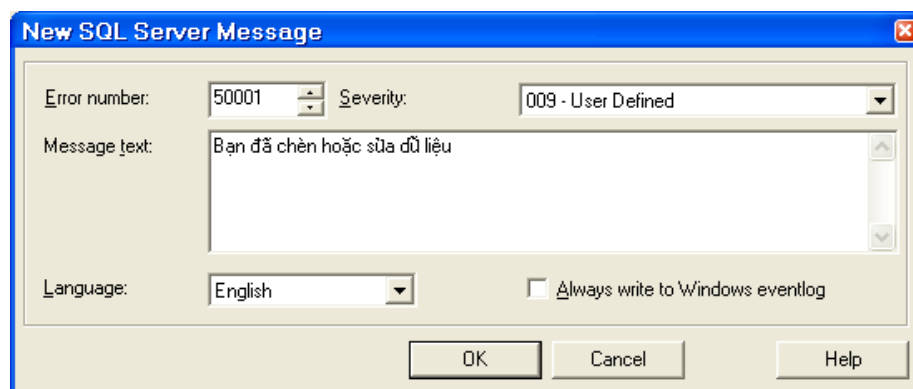 New SQL Server Message
Error number: 50001 Severity: 009 - User Defined
Message text: Bạn đã chèn hoặc sửa dữ liệu
Language: English Always write to Windows eventlog
OK Cancel Help